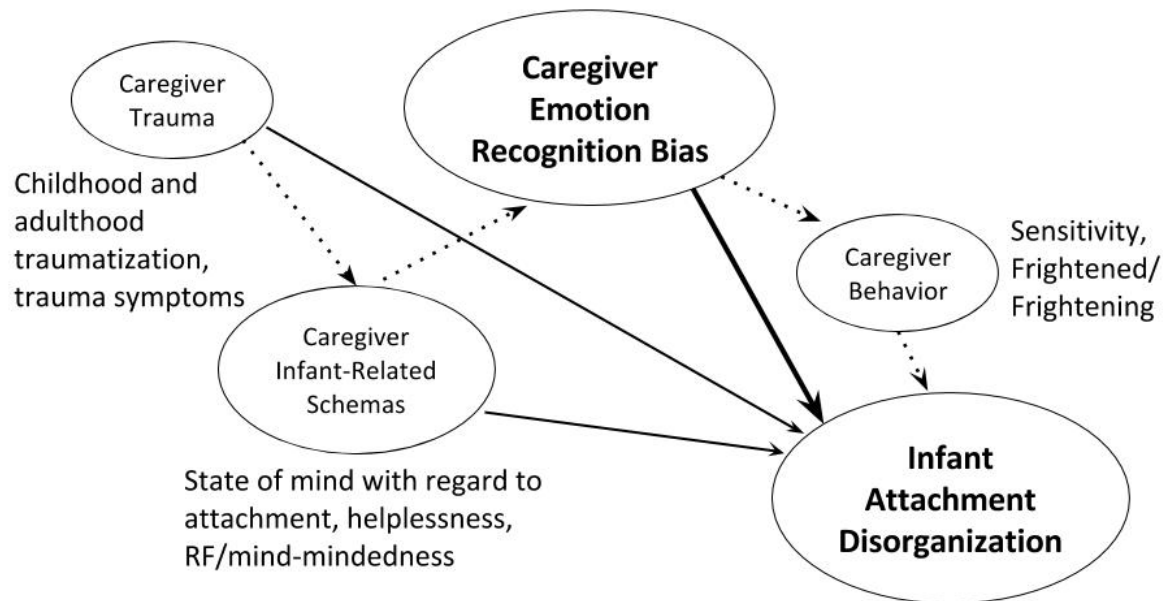 Caregiver
Trauma
Childhood and
adulthood
traumatization,
trauma symptoms
Caregiver
Emotion
Recognition Bias
Caregiver
Infant-Related
Schemas
State of mind with regard to
attachment, helplessness,
RF/mind-mindedness
Caregiver
Behavior
Sensitivity,
Frightened/
Frightening
Infant
Attachment
Disorganization